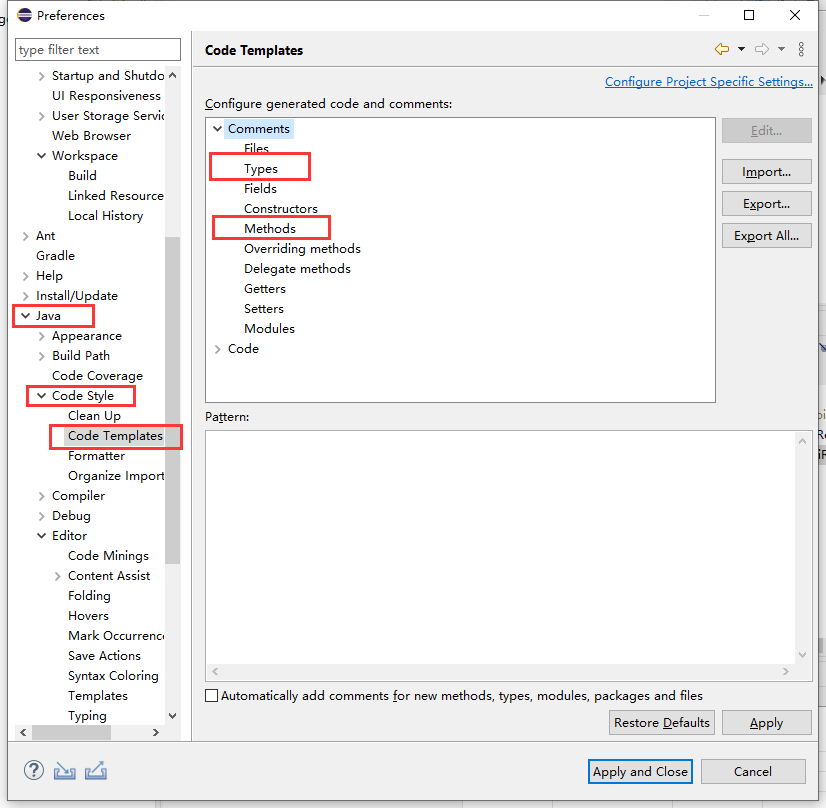 Preferences
type filter text
Startup and Shutdo
UI Responsiveness
User Storage Servic
Web Browser
Workspace
Build
Linked Resource
Local History
Ant
Gradle
Help
Install/Update
Java
Appearance
Build Path
Code Coverage
Code Style
Clean Up
Code Templates
Formatter
Organize Import
Compiler
Debug
Editor
Code Minings
Content Assist
Folding
Hovers
Mark Occurrenc
Save Actions
Syntax Coloring
Templates
Typing
Code Templates
Configure Project Specific Settings...
Configure generated code and comments:
Comments
Files
Types
Fields
Constructors
Methods
Overriding methods
Delegate methods
Getters
Setters
Modules
Code
Edit...
Import...
Export...
Export All...
Pattern:
Automatically add comments for new methods, types, modules, packages and files
Restore Defaults
Apply
Apply and Close
Cancel